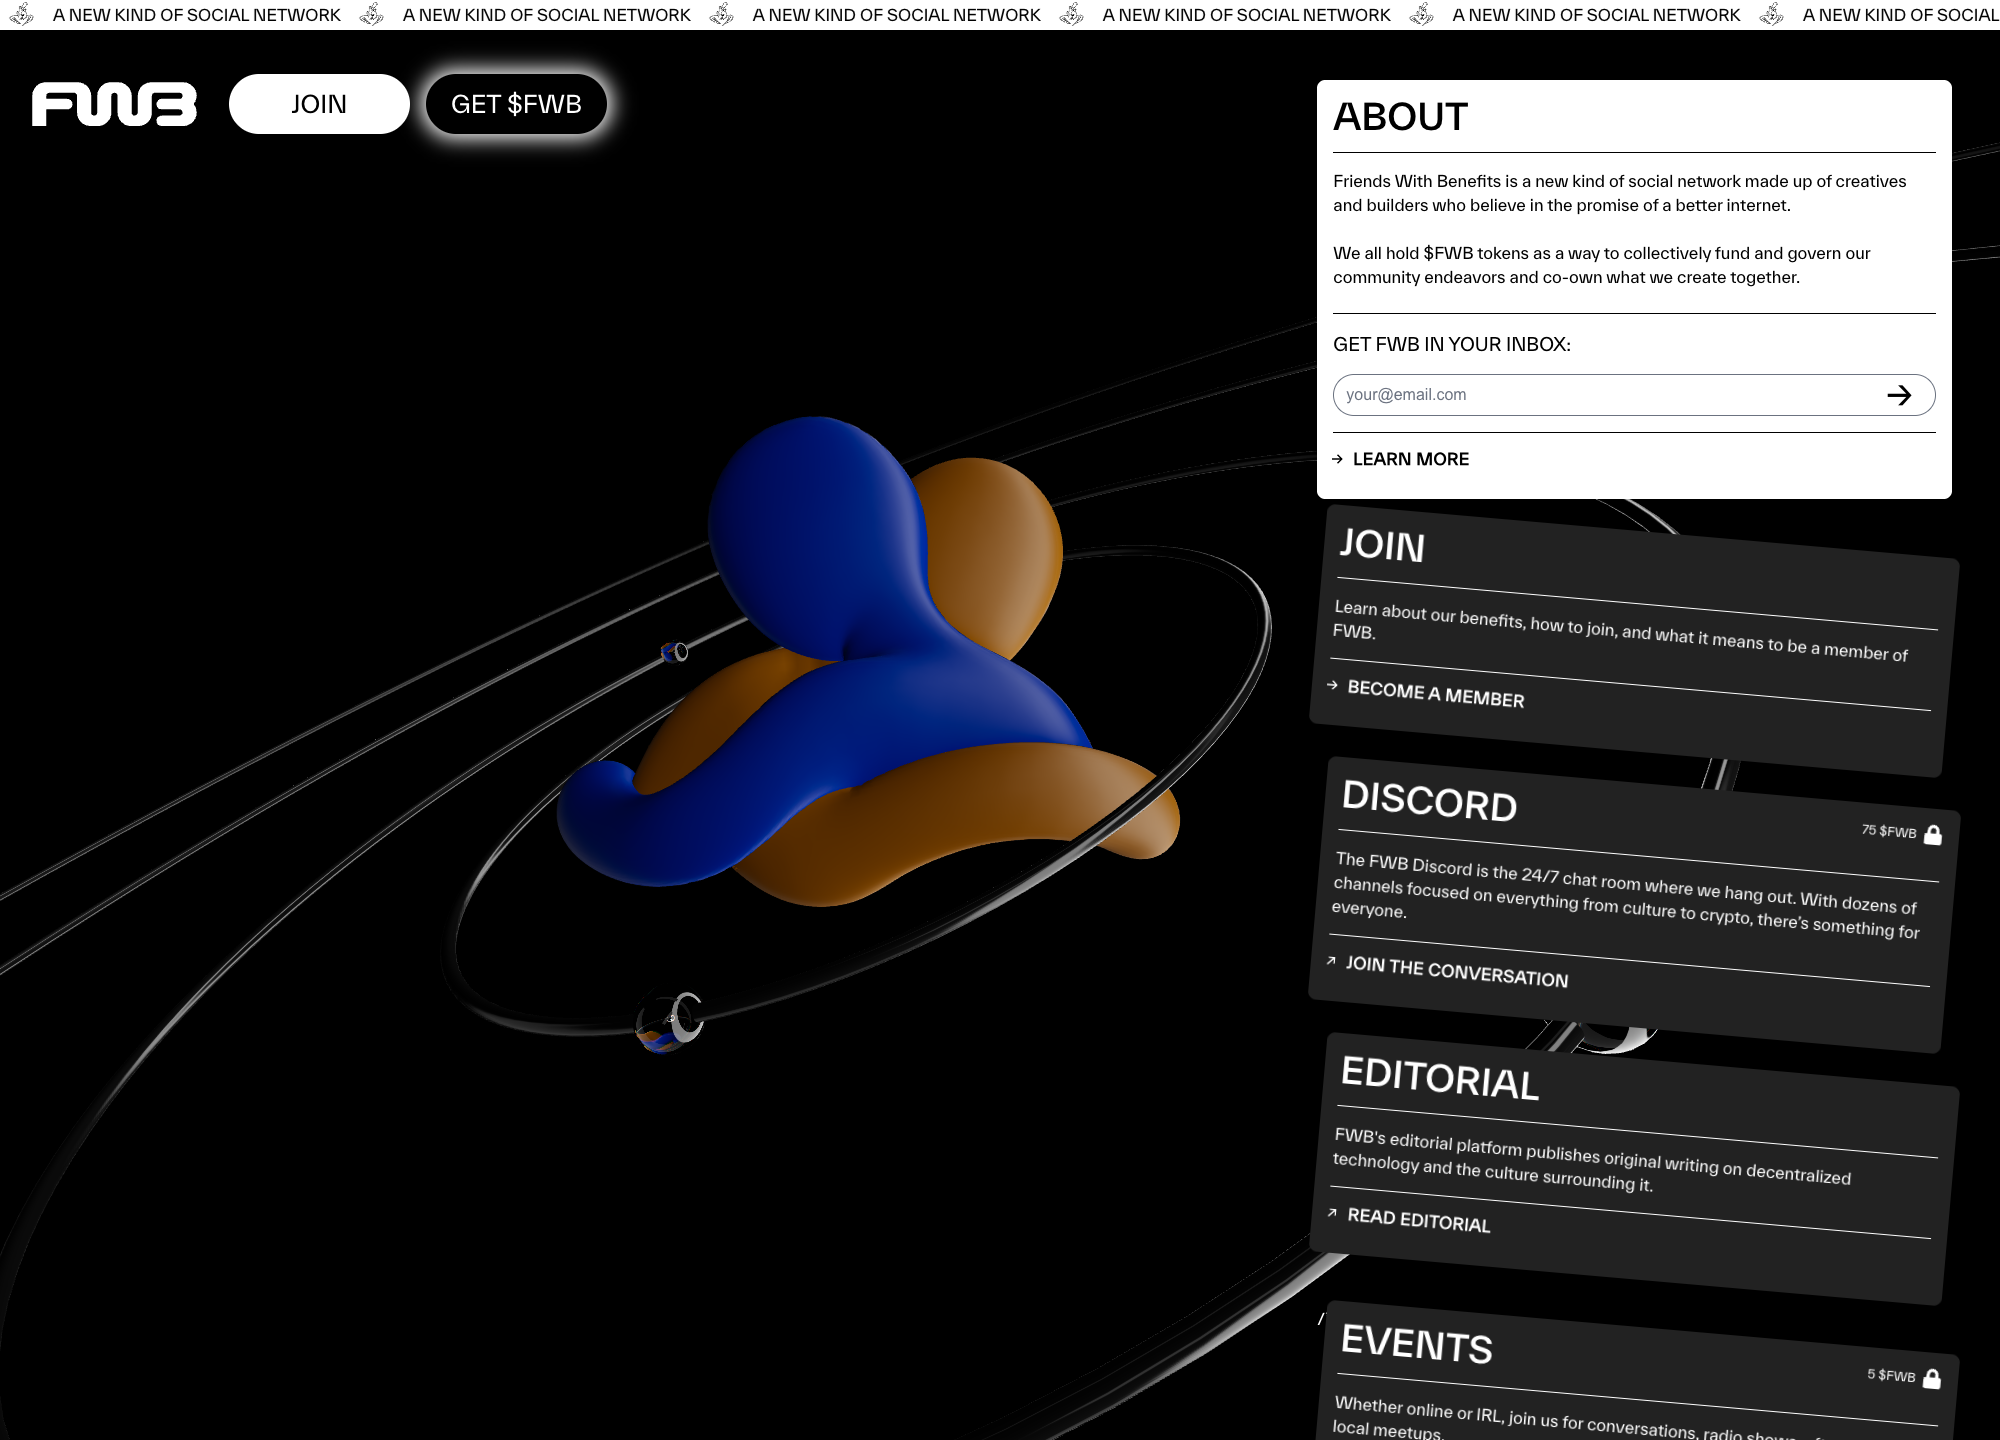 A NEW KIND OF SOCIAL NETWORK A NEW KIND OF SOCIAL NETWORK A NEW KIND OF SOCIAL NETWORK A NEW KIND OF SOCIAL NETWORK A NEW KIND OF SOCIAL NETWORK A NEW KIND OF SOCIAL
FWB JOIN GET $FWB
ABOUT
Friends With Benefits is a new kind of social network made up of creatives
and builders who believe in the promise of a better internet.
We all hold $FWB tokens as a way to collectively fund and govern our
community endeavors and co-own what we create together.
GET FWB IN YOUR INBOX:
your@email.com
→ LEARN MORE
JOIN
Learn about our benefits, how to join, and what it means to be a member of
FWB.
→ BECOME A MEMBER
DISCORD
75 $FWB
The FWB Discord is the 24/7 chat room where we hang out. With dozens of
channels focused on everything from culture to crypto, there's something for
everyone.
↗ JOIN THE CONVERSATION
EDITORIAL
FWB's editorial platform publishes original writing on decentralized
technology and the culture surrounding it.
↗ READ EDITORIAL
EVENTS
5 $FWB
Whether online or IRL, join us for conversations, radio shows,
local meetups,